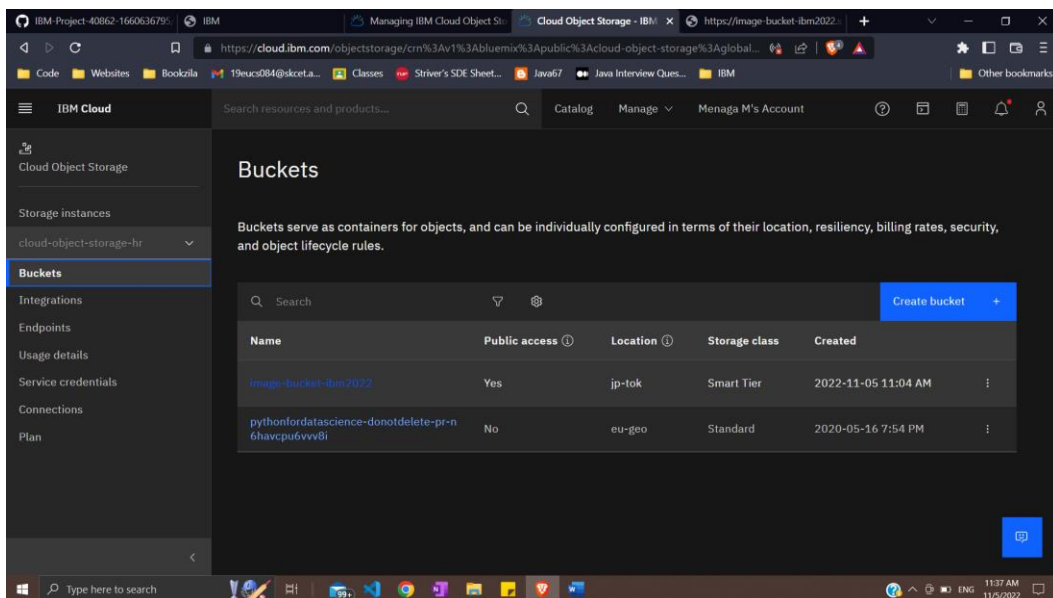 IBM-Project-40862-1660636795
IBM
Managing IBM Cloud Object Sto
Cloud Object Storage - IBM
https://image-bucket-ibm2022.
https://cloud.ibm.com/objectstorage/crn%3Av1%3Abluemix%3Apublic%3Acloud-object-storage%3Aglobal...
Code
Websites
Bookzila
19eucs084@skcet.a...
Classes
Striver's SDE Sheet...
Java67
Java Interview Ques...
IBM
Other bookmarks
IBM Cloud
Search resources and products...
Catalog
Manage
Menaga M's Account
Cloud Object Storage
Storage instances
cloud-object-storage-hr
Buckets
Integrations
Endpoints
Usage details
Service credentials
Connections
Plan
Buckets
Buckets serve as containers for objects, and can be individually configured in terms of their location, resiliency, billing rates, security,
and object lifecycle rules.
Search
Create bucket +
Name Public access Location Storage class Created
image-bucket-ibm2022 Yes jp-tok Smart Tier 2022-11-05 11:04 AM
pythonfordatascience-donotdelete-pr-n
6havcpu6vvv8i
No eu-geo Standard 2020-05-16 7:54 PM
Type here to search
99+
ENG
11:37 AM
11/5/2022